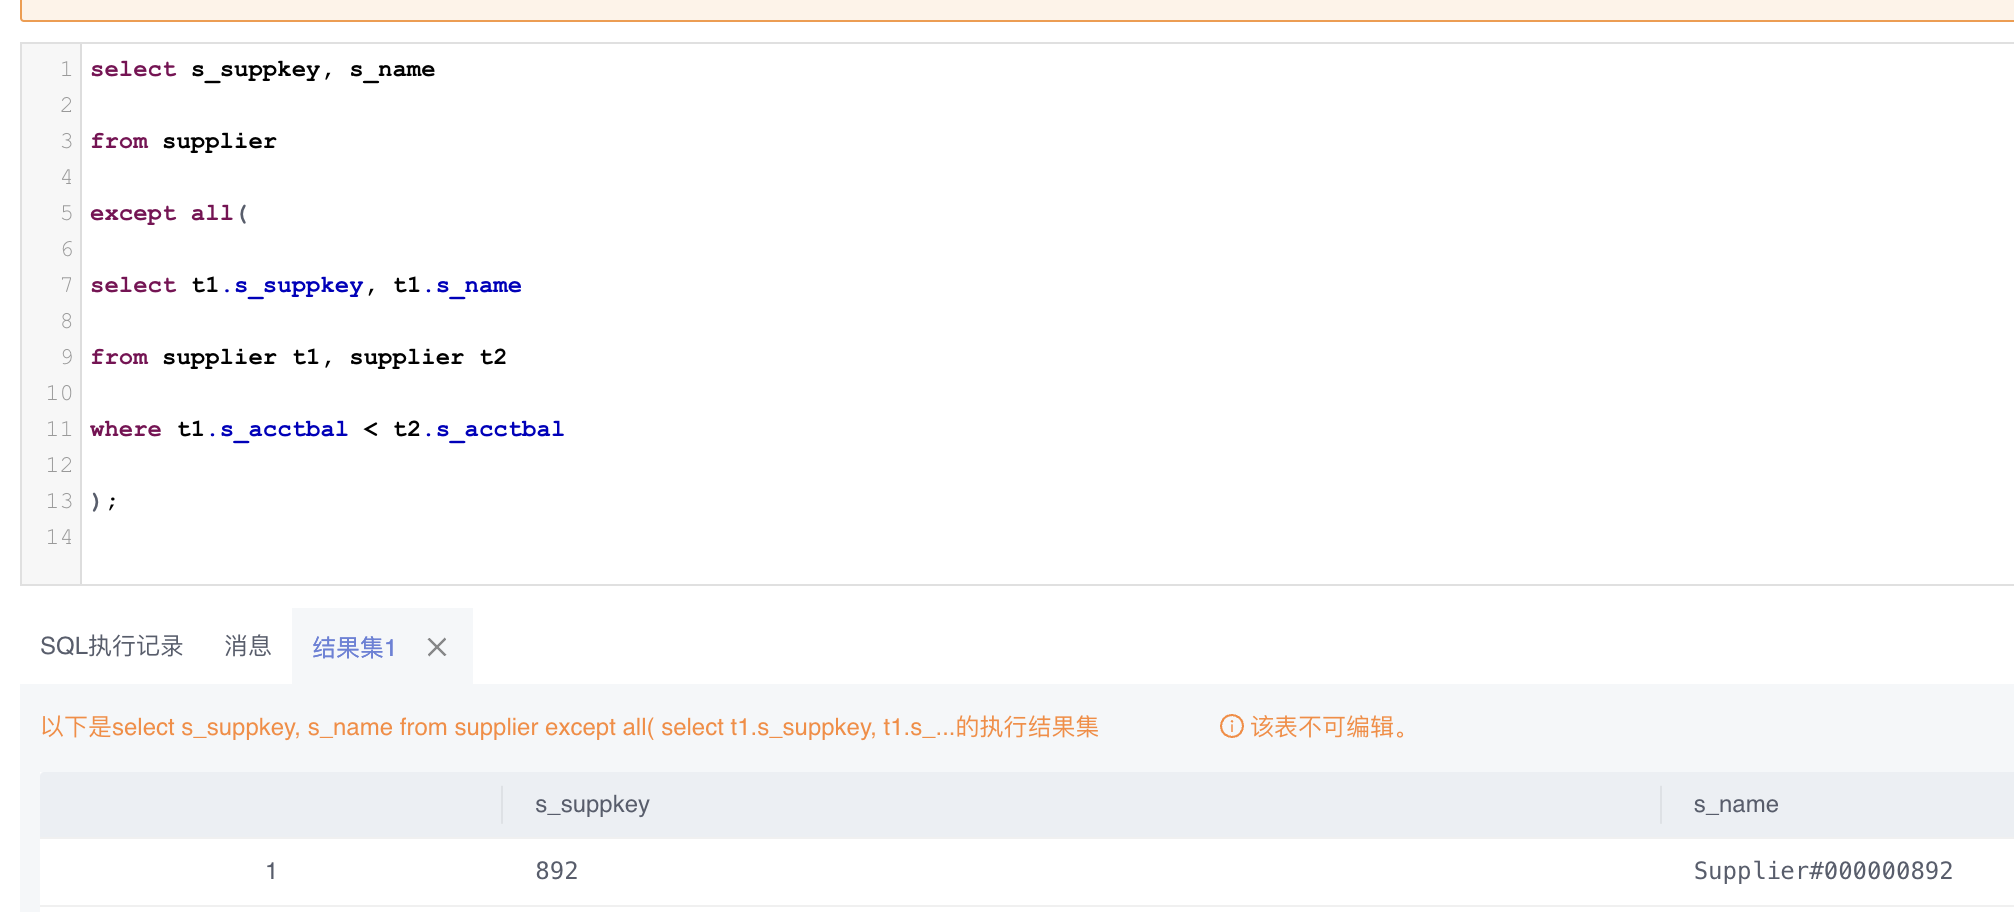 1 select s_suppkey, s_name
2
3 from supplier
4
5 except all(
6
7 select t1.s_suppkey, t1.s_name
8
9 from supplier t1, supplier t2
10
11 where t1.s_acctbal < t2.s_acctbal
12
13 );
14
SQL执行记录 消息 结果集1
以下是select s_suppkey, s_name from supplier except all( select t1.s_suppkey, t1.s_...的执行结果集 该表不可编辑。
s_suppkey s_name
1 892 Supplier#000000892